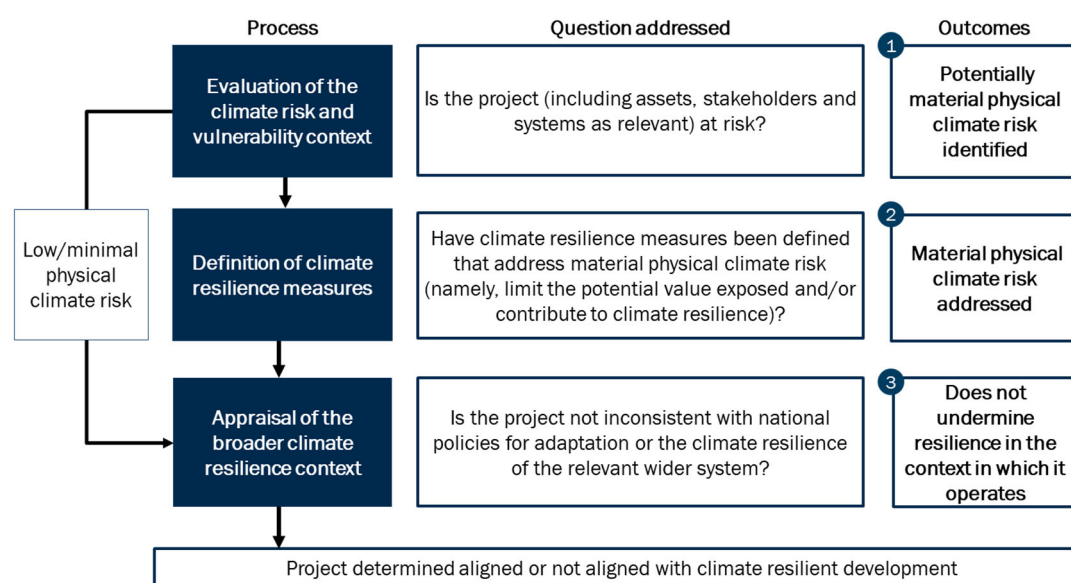 Process
Question addressed
Outcomes
Evaluation of the
climate risk and
vulnerability context
Is the project (including assets, stakeholders and
systems as relevant) at risk?
1
Potentially
material physical
climate risk
identified
Low/minimal
physical
climate risk
Definition of climate
resilience measures
Have climate resilience measures been defined
that address material physical climate risk
(namely, limit the potential value exposed and/or
contribute to climate resilience)?
2
Material physical
climate risk
addressed
Appraisal of the
broader climate
resilience context
Is the project not inconsistent with national
policies for adaptation or the climate resilience
of the relevant wider system?
3
Does not
undermine
resilience in the
context in which it
operates
Project determined aligned or not aligned with climate resilient development